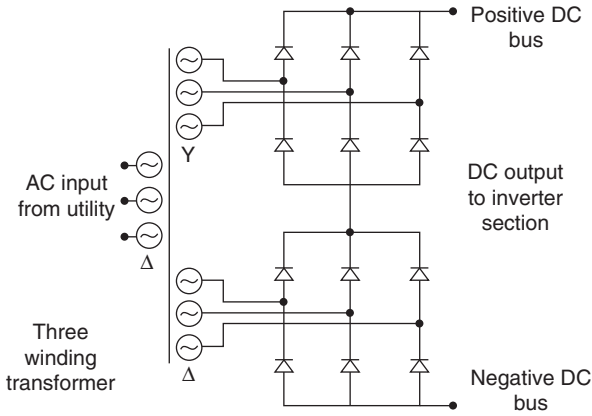 Positive DC
bus
Y
AC input
from utility
Δ
DC output
to inverter
section
Three
winding
transformer
Δ
Negative DC
bus